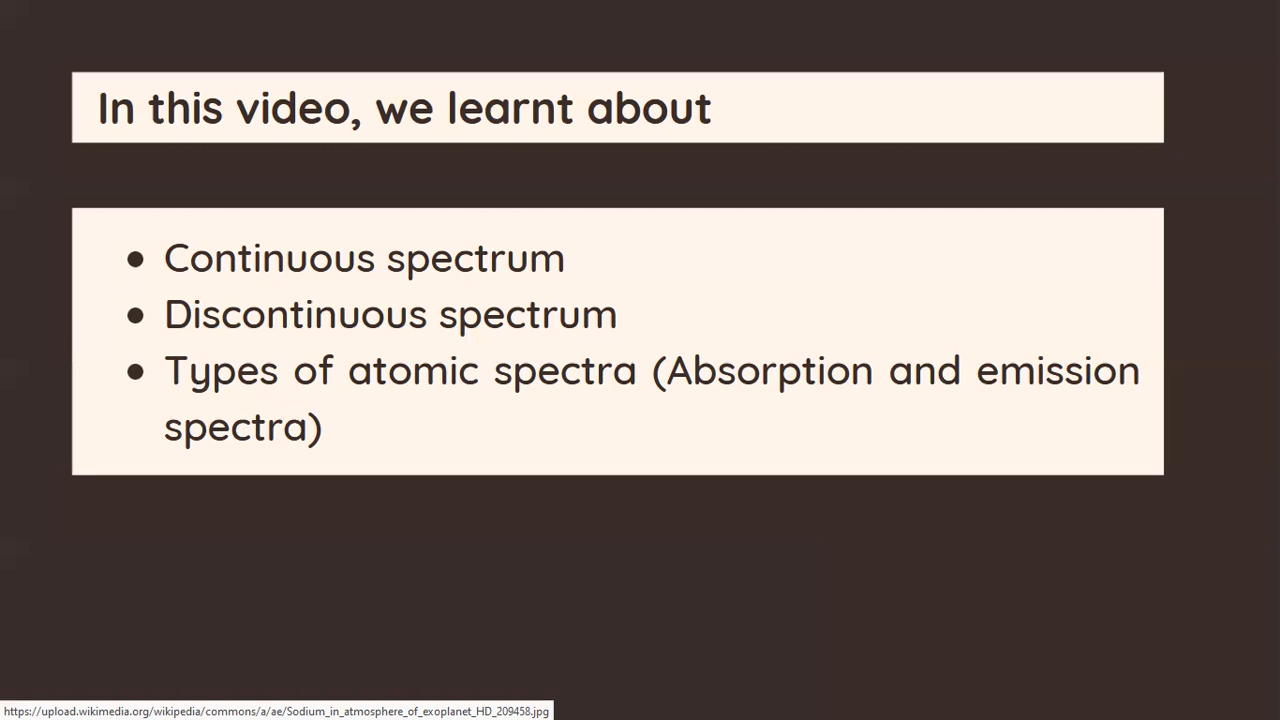 In this video, we learnt about
• Continuous spectrum
• Discontinuous spectrum
• Types of atomic spectra (Absorption and emission
spectra)
https://upload.wikimedia.org/wikipedia/commons/a/ae/Sodium_in_atmosphere_of_exoplanet_HD_209458.jpg